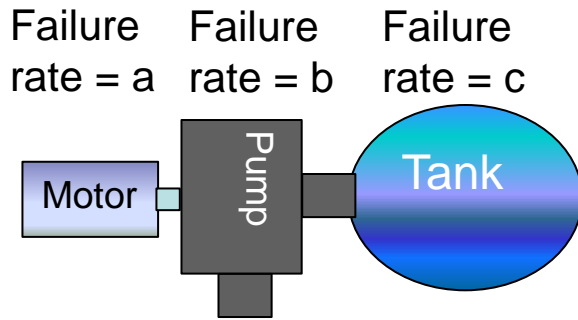 Failure
rate = a
Failure
rate = b
Failure
rate = c
Motor
Pump
Tank